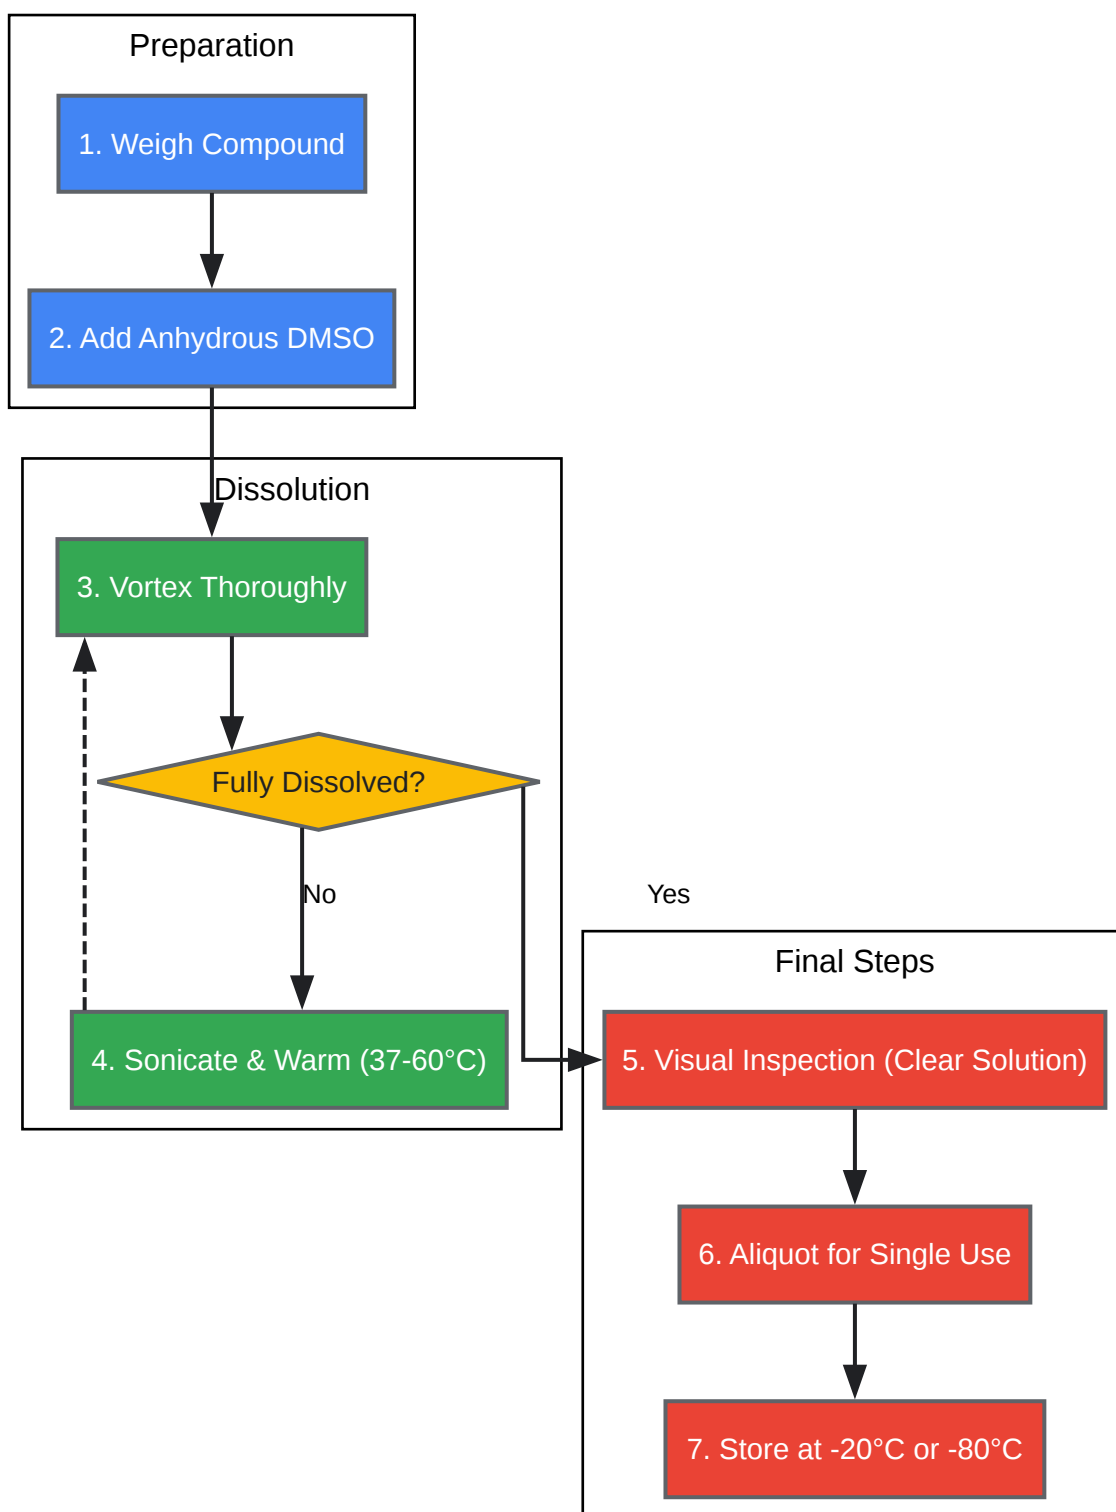 Preparation
1. Weigh Compound
2. Add Anhydrous DMSO
Dissolution
3. Vortex Thoroughly
Fully Dissolved?
No
Yes
4. Sonicate & Warm (37-60°C)
Final Steps
5. Visual Inspection (Clear Solution)
6. Aliquot for Single Use
7. Store at -20°C or -80°C